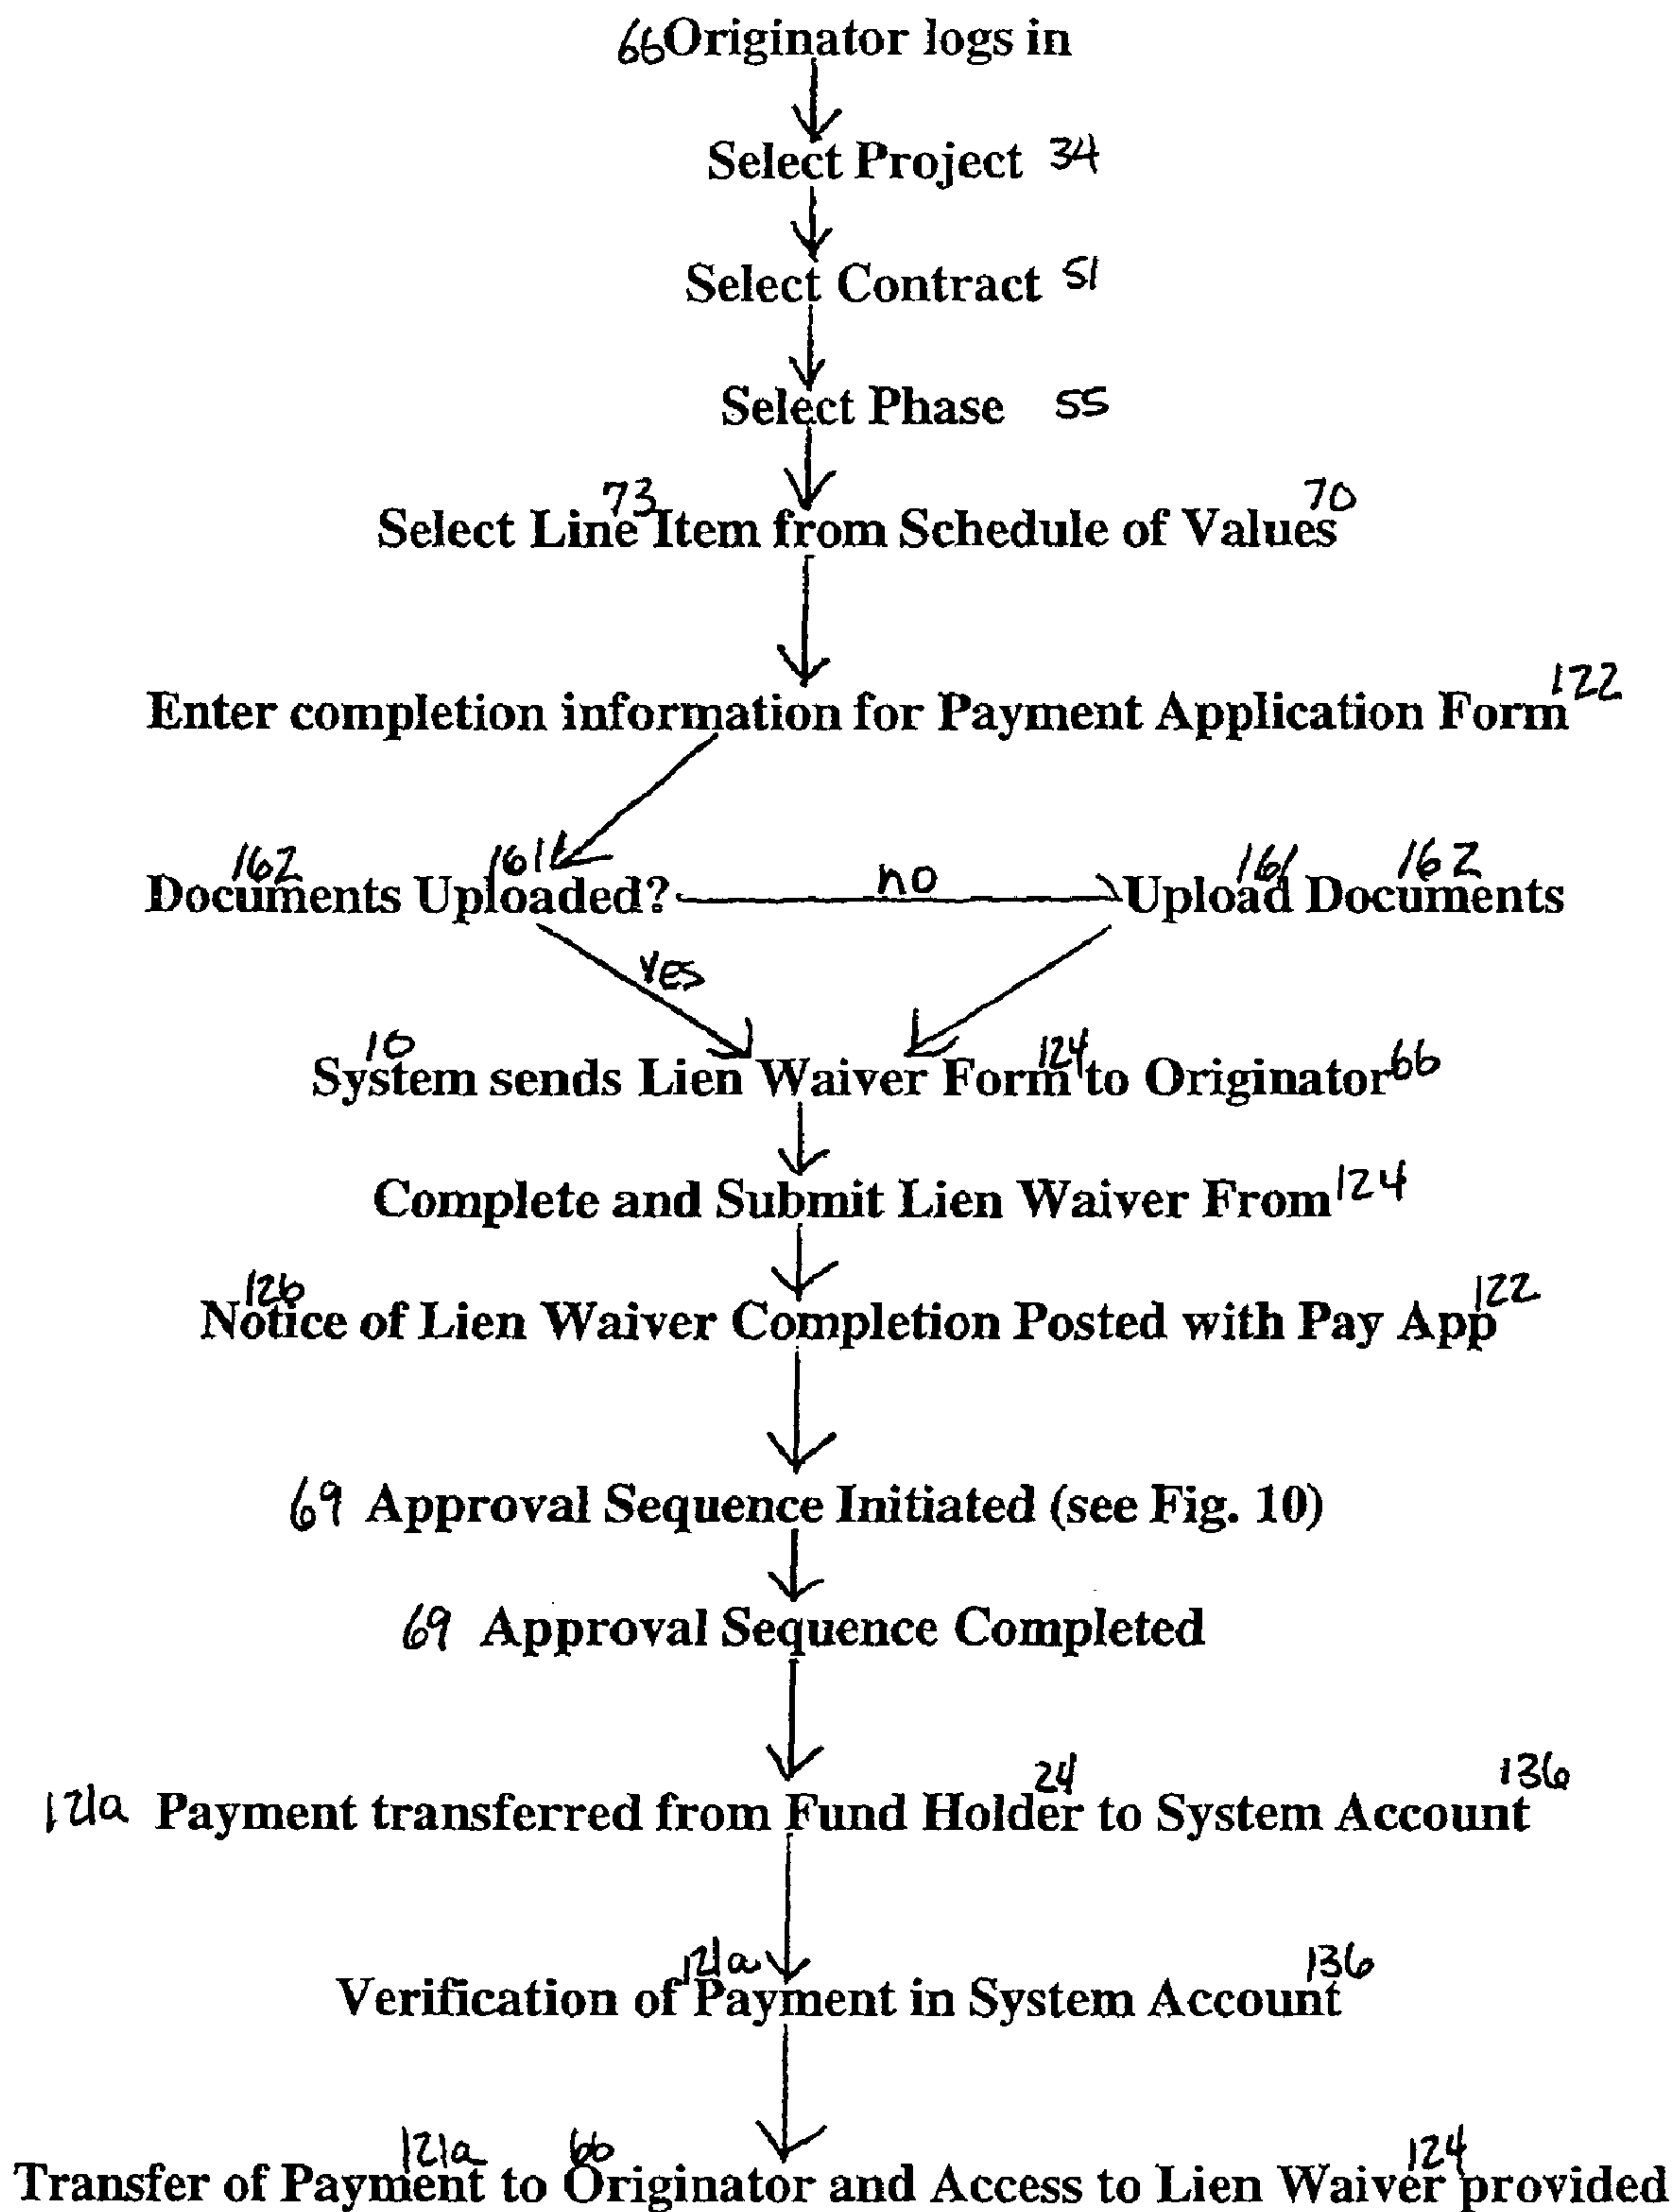 66 Originator logs in
Select Project 34
Select Contract 51
Select Phase 55
73 70
Select Line Item from Schedule of Values
122
Enter completion information for Payment Application Form
162 161 161 162
Documents Uploaded? no Upload Documents
yes
10 124 66
System sends Lien Waiver Form to Originator
Complete and Submit Lien Waiver From 124
126 122
Notice of Lien Waiver Completion Posted with Pay App
69 Approval Sequence Initiated (see Fig. 10)
69 Approval Sequence Completed
24 136
121a Payment transferred from Fund Holder to System Account
121a 136
Verification of Payment in System Account
121a 66 124
Transfer of Payment to Originator and Access to Lien Waiver provided